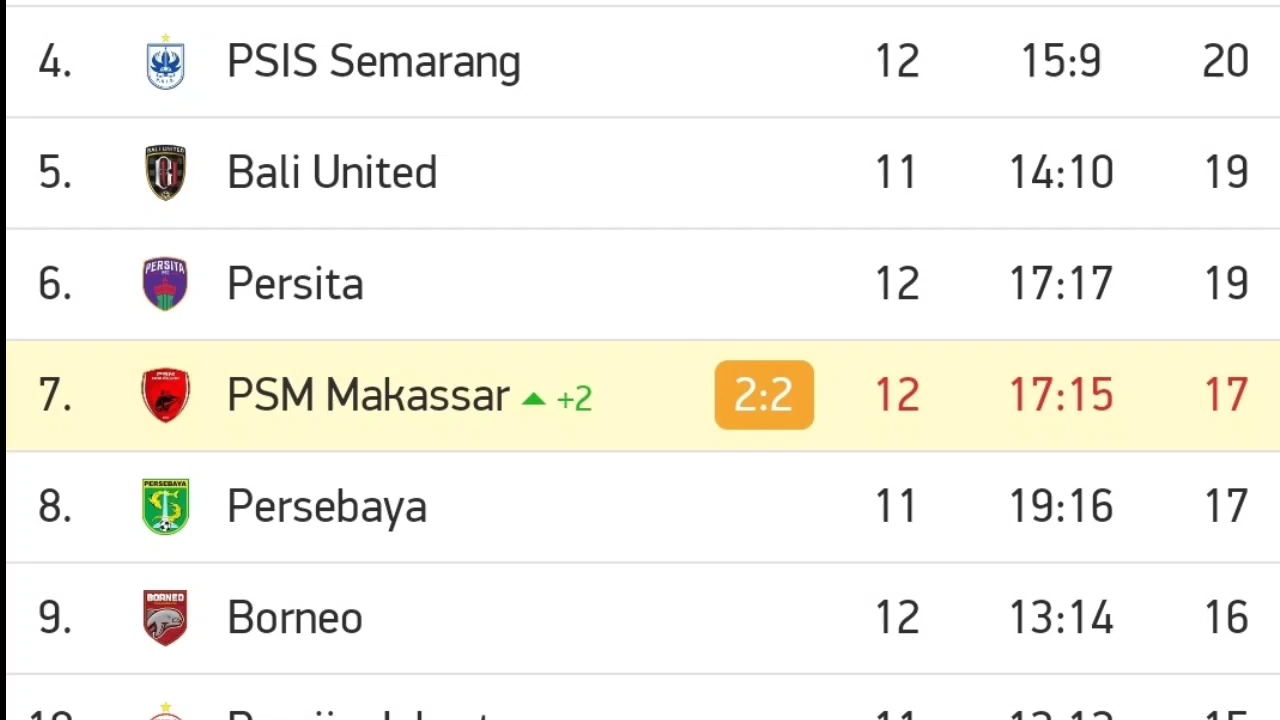 4. PSIS Semarang 12 15:9 20
5. Bali United 11 14:10 19
6. Persita 12 17:17 19
7. PSM Makassar +2 2:2 12 17:15 17
8. Persebaya 11 19:16 17
9. Borneo 12 13:14 16